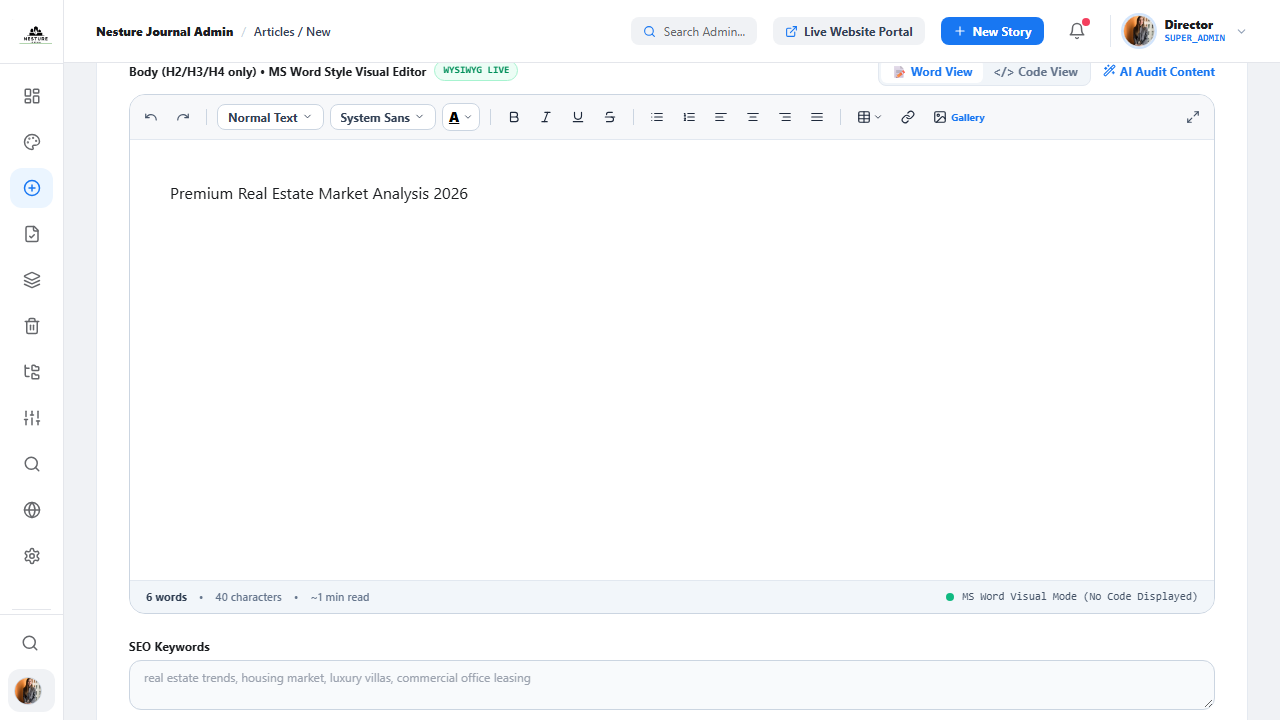 NESTURE
Nesture Journal Admin / Articles / New
Search Admin...
Live Website Portal
New Story
Director
SUPER_ADMIN
Body (H2/H3/H4 only) • MS Word Style Visual Editor
WYSIWYG LIVE
Word View
</> Code View
AI Audit Content
Normal Text
System Sans
A
B I U S
Gallery
Premium Real Estate Market Analysis 2026
6 words • 40 characters • ~1 min read
MS Word Visual Mode (No Code Displayed)
SEO Keywords
real estate trends, housing market, luxury villas, commercial office leasing